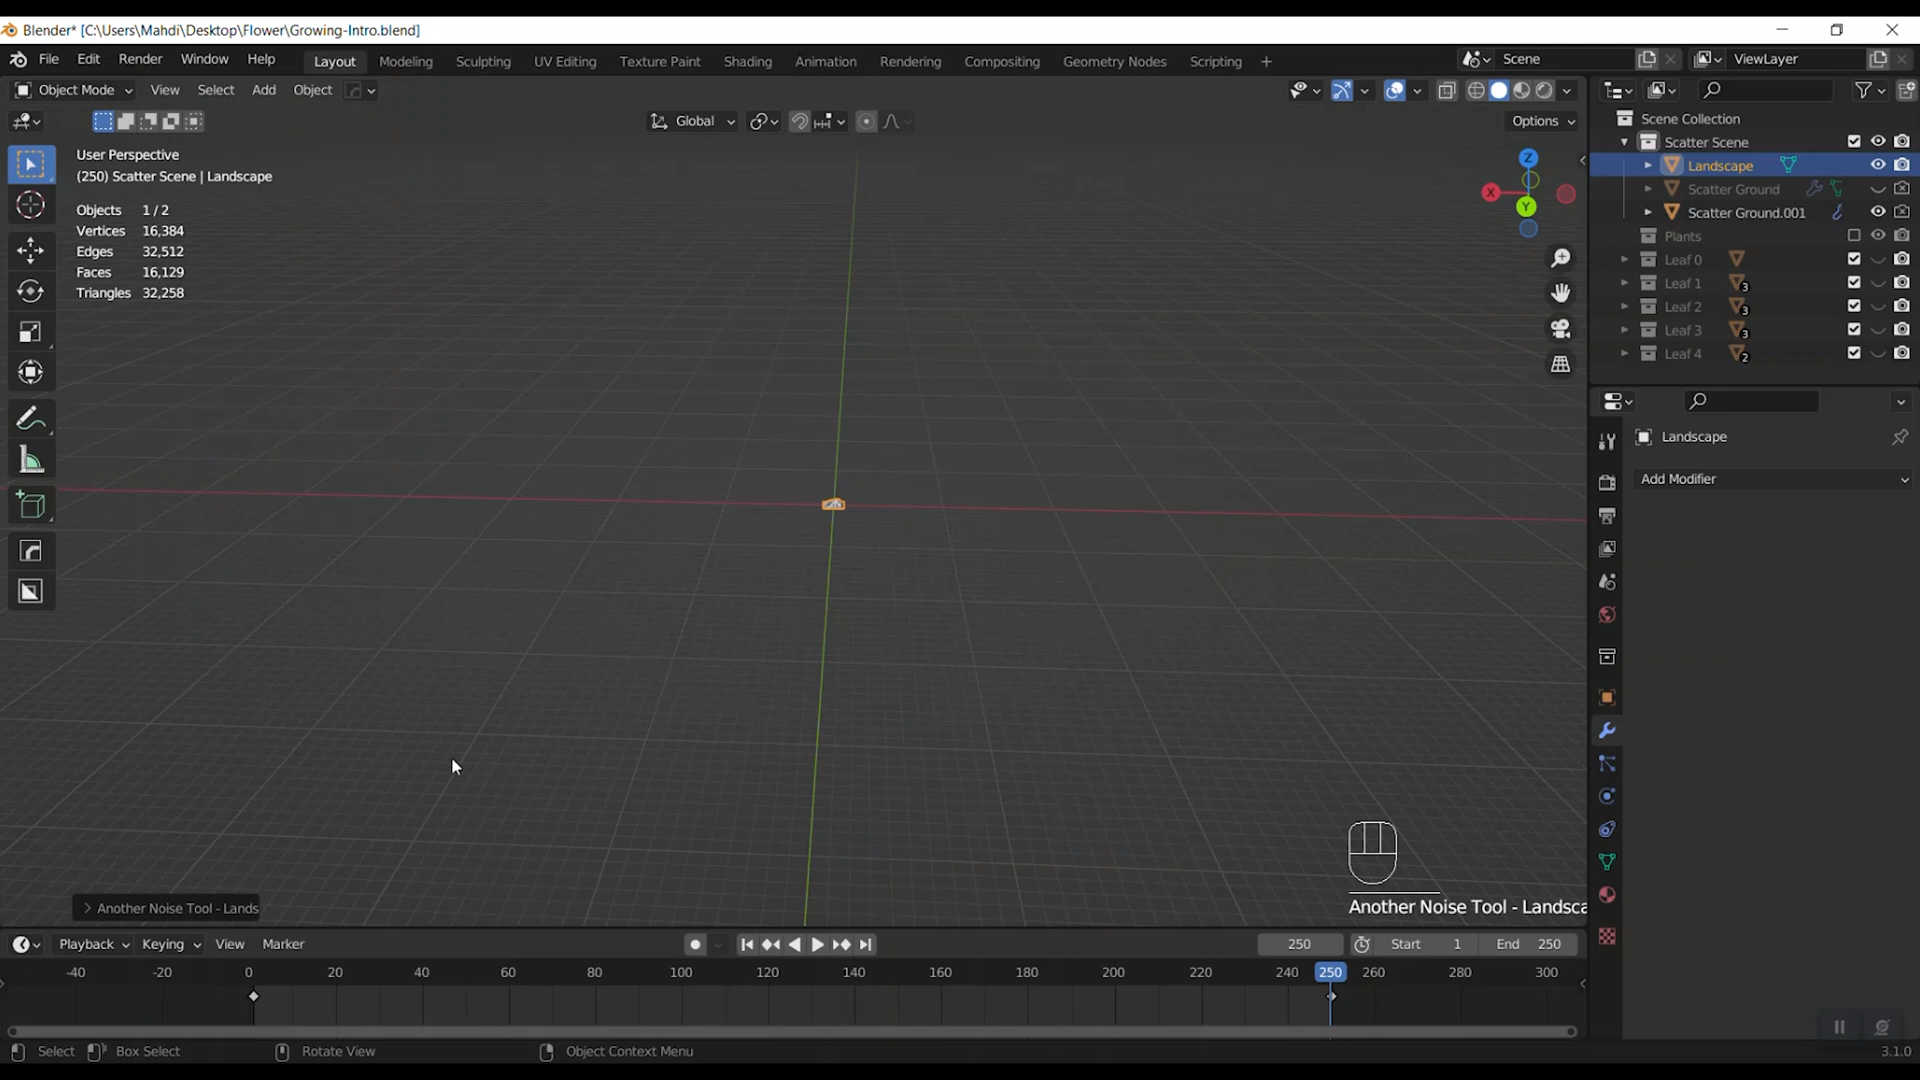 Blender* [C:\Users\Mahdi\Desktop\Flower\Growing-Intro.blend]
File Edit Render Window Help Layout Modeling Sculpting UV Editing Texture Paint Shading Animation Rendering Compositing Geometry Nodes Scripting + Scene ViewLayer
Object Mode View Select Add Object
Global Options
User Perspective
(250) Scatter Scene | Landscape
Objects 1 / 2
Vertices 16,384
Edges 32,512
Faces 16,129
Triangles 32,258
Z
X
Y
Scene Collection
Scatter Scene
Landscape
Scatter Ground
Scatter Ground.001
Plants
Leaf 0
Leaf 1 3
Leaf 2 3
Leaf 3 3
Leaf 4 2
Landscape
Add Modifier
Another Noise Tool - Lands
Another Noise Tool - Landsca
Playback Keying View Marker 250 Start 1 End 250
-40 -20 0 20 40 60 80 100 120 140 160 180 200 220 240 250 260 280 300
Select Box Select Rotate View Object Context Menu 3.1.0